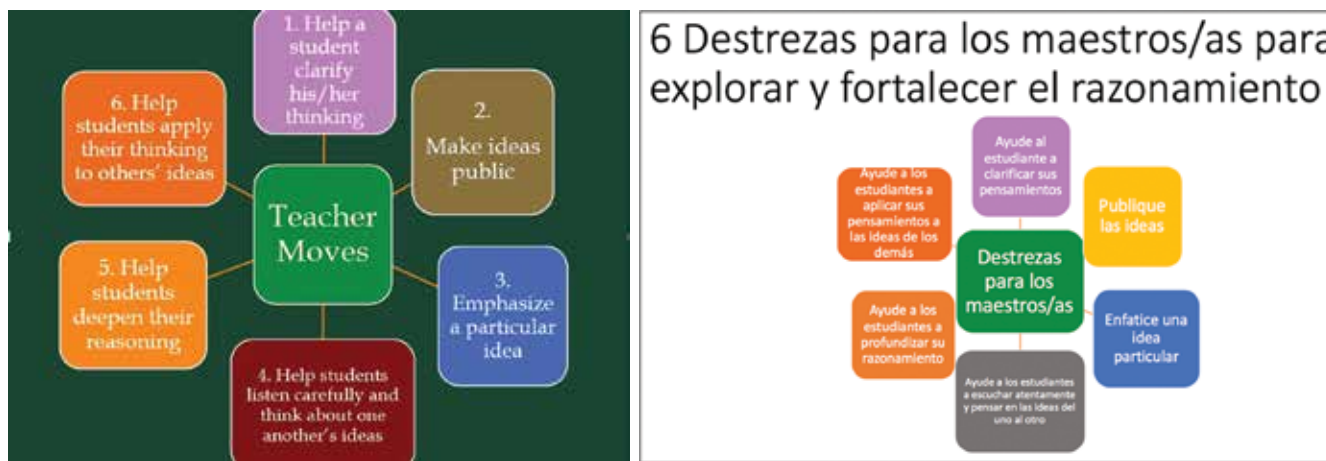 1. Help a
student
clarify
his/her
thinking
2.
Make ideas
public
3.
Emphasize
a particular
idea
4. Help students
listen carefully and
think about one
another's ideas
5. Help
students
deepen their
reasoning
6. Help
students apply
their thinking
to others' ideas
Teacher
Moves
6 Destrezas para los maestros/as para
explorar y fortalecer el razonamiento
Ayude al
estudiante a
clarificar sus
pensamientos
Publique
las ideas
Enfatice una
idea
particular
Ayude a los estudiantes
a escuchar atentamente
y pensar en las ideas del
uno al otro
Ayude a los
estudiantes a
profundizar su
razonamiento
Ayude a los
estudiantes a
aplicar sus
pensamientos a
las ideas de los
demás
Destrezas
para los
maestros/as